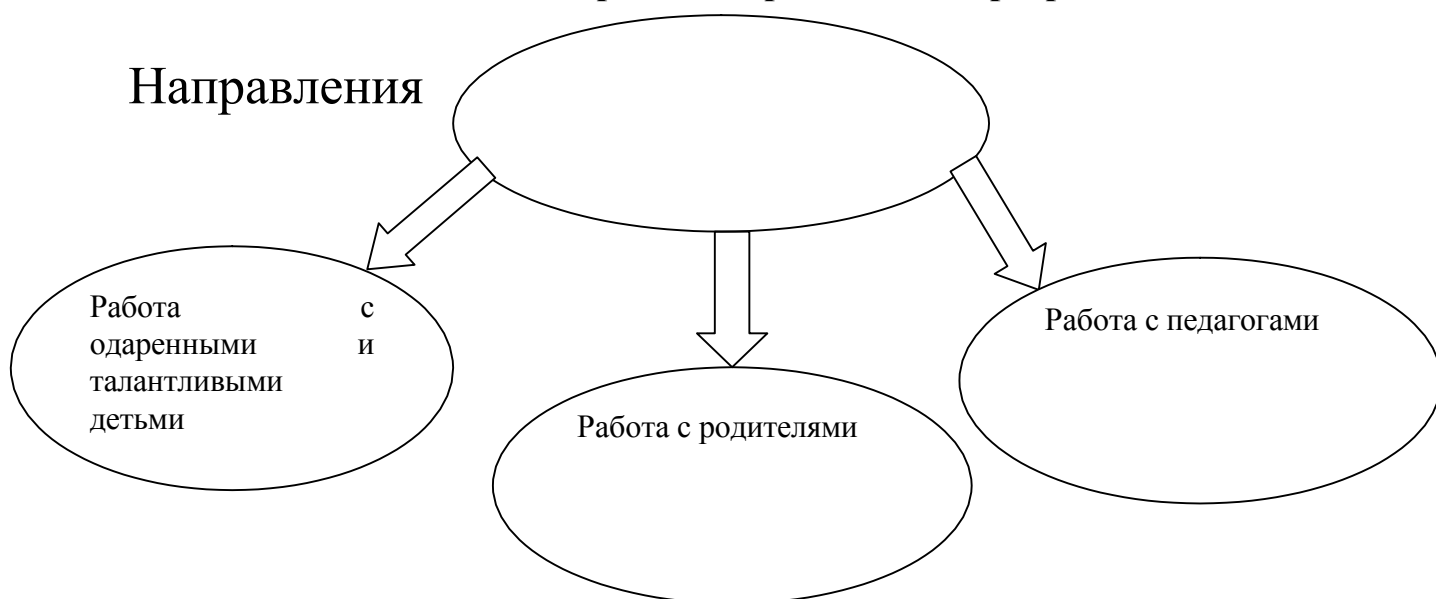 Направления
Работа с
одаренными и
талантливыми
детьми
Работа с родителями
Работа с педагогами